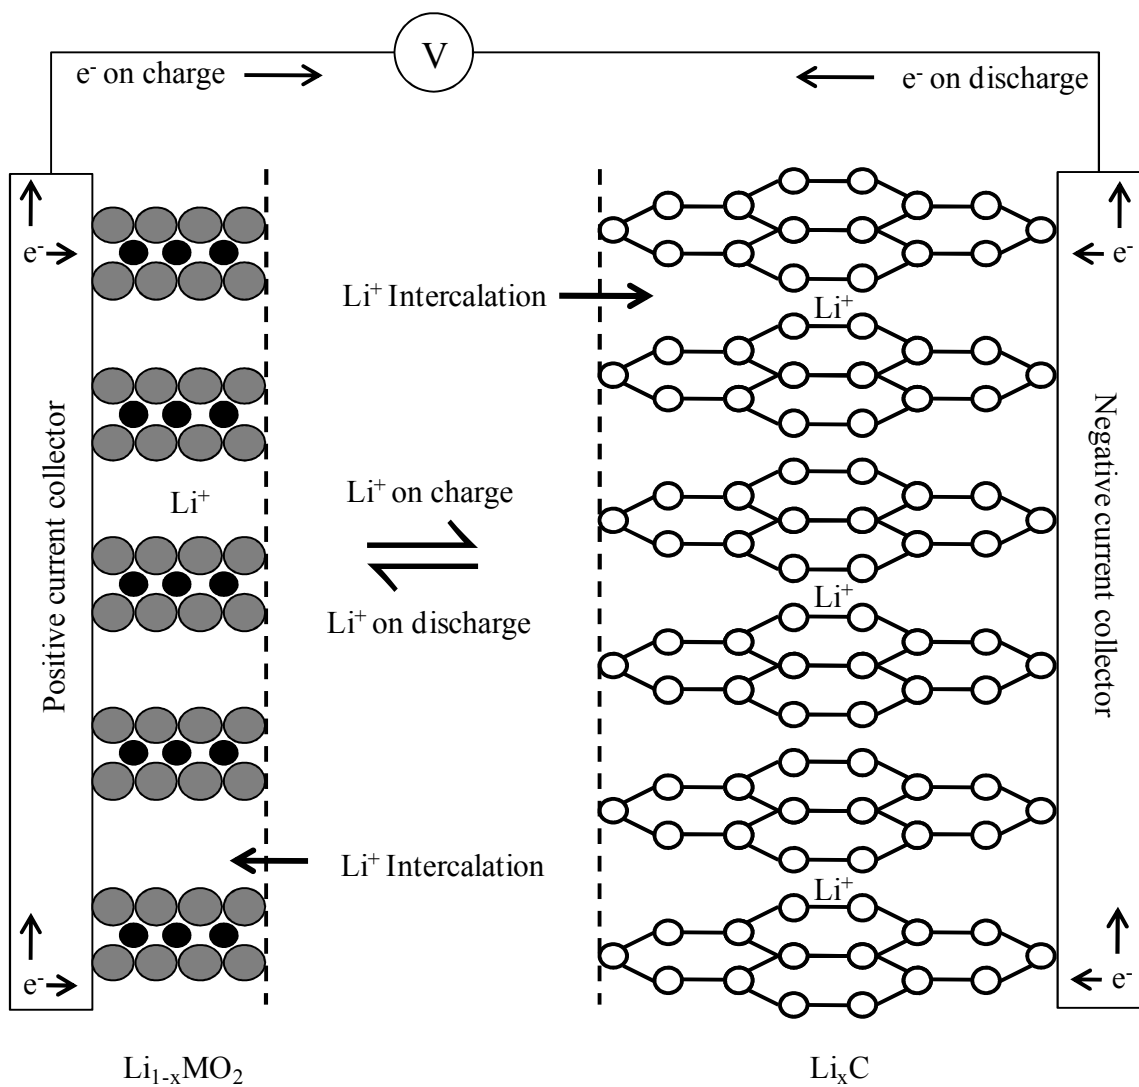 V
e⁻ on charge
e⁻ on discharge
e⁻
e⁻
Li⁺ Intercalation
Li⁺
Positive current collector
Negative current collector
Li⁺
Li⁺ on charge
Li⁺ on discharge
Li⁺
Li⁺ Intercalation
Li⁺
e⁻
e⁻
Li₁₋ₓMO₂
LiₓC